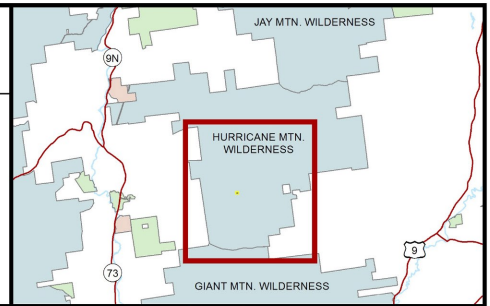 JAY MTN. WILDERNESS
9N
HURRICANE MTN.
WILDERNESS
9
73
GIANT MTN. WILDERNESS